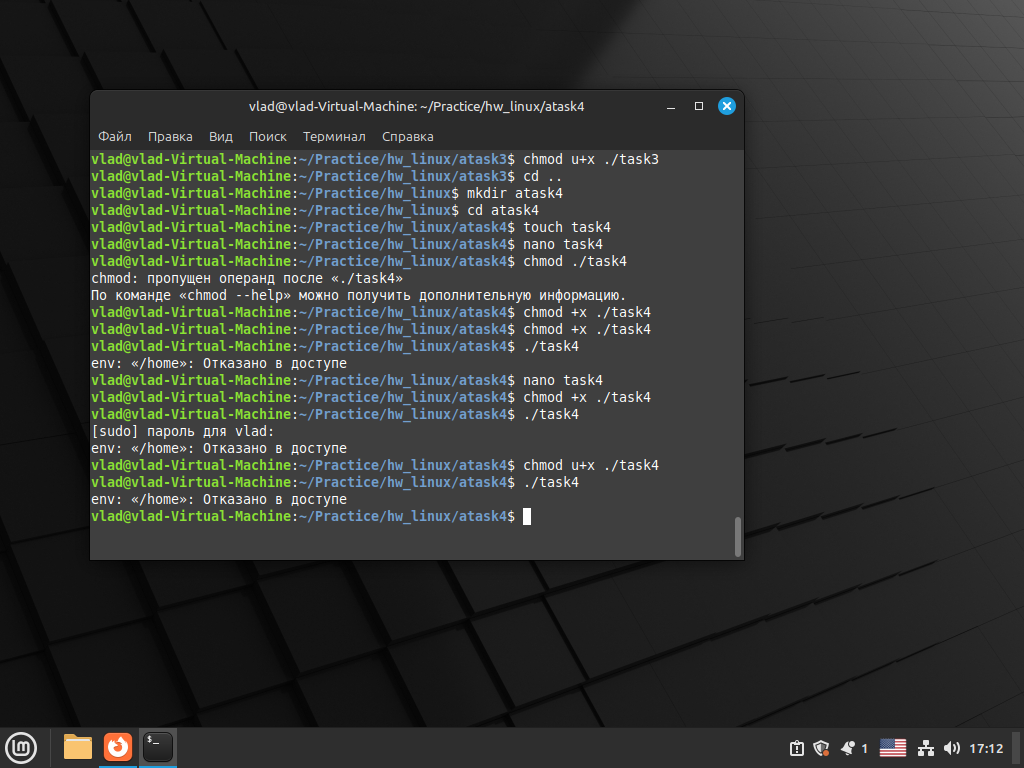 vlad@vlad-Virtual-Machine: ~/Practice/hw_linux/atask4
Файл Правка Вид Поиск Терминал Справка
vlad@vlad-Virtual-Machine:~/Practice/hw_linux/atask3$ chmod u+x ./task3
vlad@vlad-Virtual-Machine:~/Practice/hw_linux/atask3$ cd ..
vlad@vlad-Virtual-Machine:~/Practice/hw_linux$ mkdir atask4
vlad@vlad-Virtual-Machine:~/Practice/hw_linux$ cd atask4
vlad@vlad-Virtual-Machine:~/Practice/hw_linux/atask4$ touch task4
vlad@vlad-Virtual-Machine:~/Practice/hw_linux/atask4$ nano task4
vlad@vlad-Virtual-Machine:~/Practice/hw_linux/atask4$ chmod ./task4
chmod: пропущен операнд после «./task4»
По команде «chmod --help» можно получить дополнительную информацию.
vlad@vlad-Virtual-Machine:~/Practice/hw_linux/atask4$ chmod +x ./task4
vlad@vlad-Virtual-Machine:~/Practice/hw_linux/atask4$ chmod +x ./task4
vlad@vlad-Virtual-Machine:~/Practice/hw_linux/atask4$ ./task4
env: «/home»: Отказано в доступе
vlad@vlad-Virtual-Machine:~/Practice/hw_linux/atask4$ nano task4
vlad@vlad-Virtual-Machine:~/Practice/hw_linux/atask4$ chmod +x ./task4
vlad@vlad-Virtual-Machine:~/Practice/hw_linux/atask4$ ./task4
[sudo] пароль для vlad:
env: «/home»: Отказано в доступе
vlad@vlad-Virtual-Machine:~/Practice/hw_linux/atask4$ chmod u+x ./task4
vlad@vlad-Virtual-Machine:~/Practice/hw_linux/atask4$ ./task4
env: «/home»: Отказано в доступе
vlad@vlad-Virtual-Machine:~/Practice/hw_linux/atask4$
$_
1
17:12